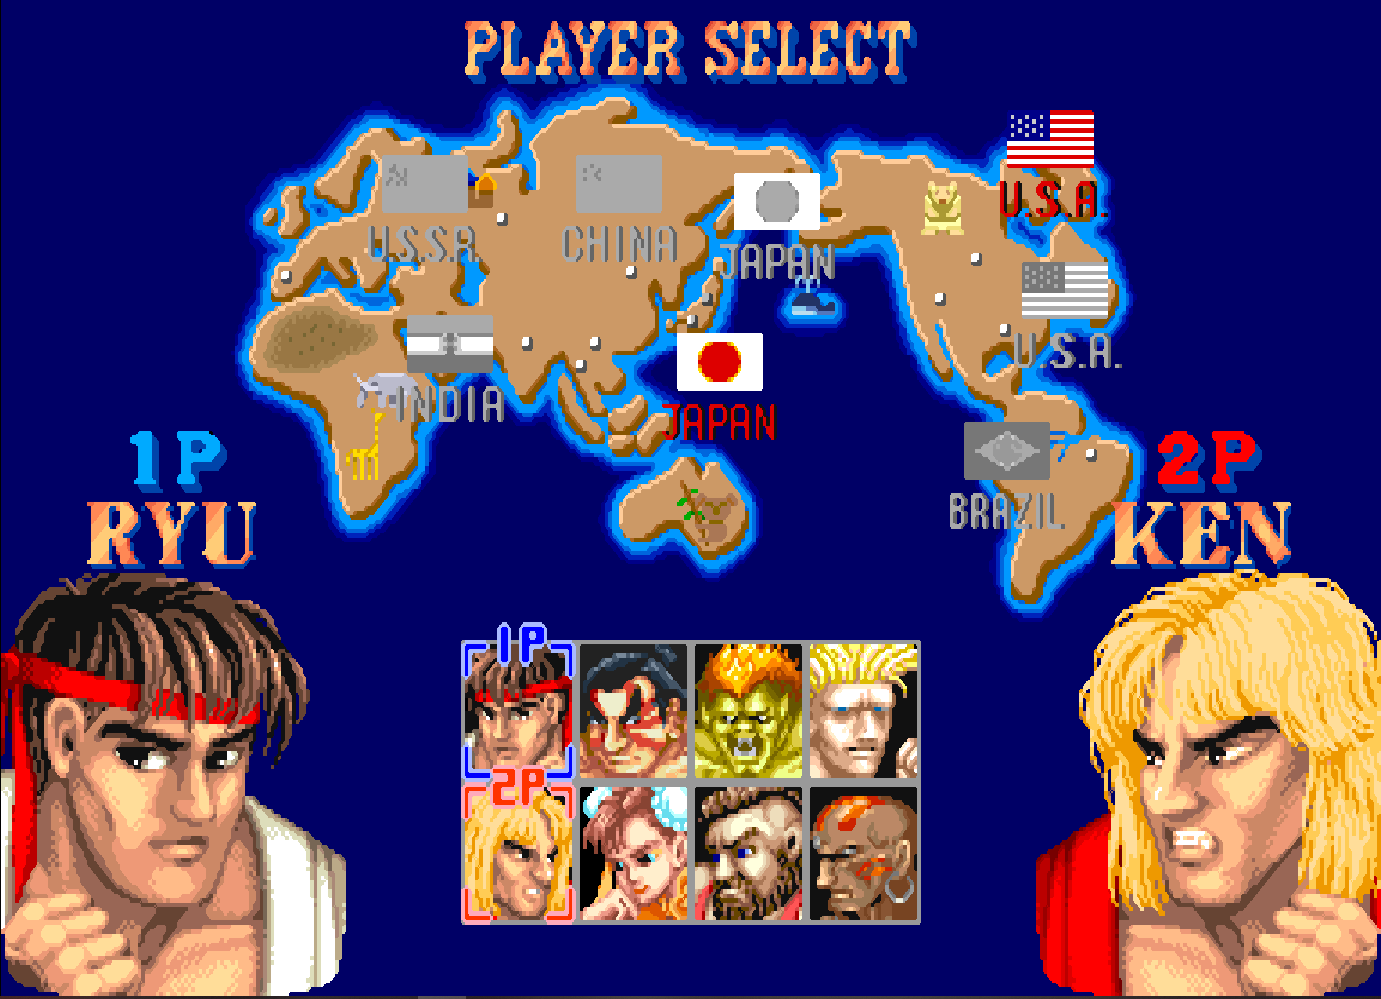 PLAYER SELECT
U.S.A.
U.S.S.R.
CHINA
JAPAN
U.S.A.
INDIA
JAPAN
1P
2P
BRAZIL
RYU
KEN
1P
2P